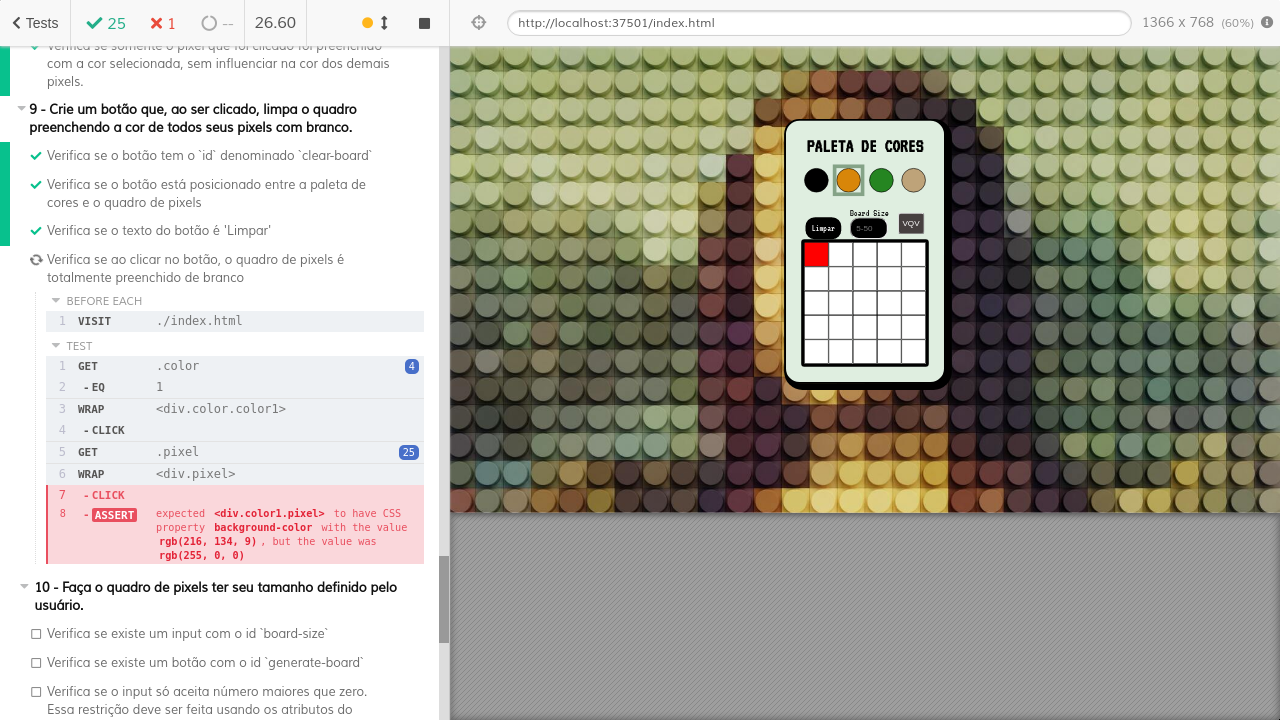 Tests
25
1
--
26.60
http://localhost:37501/index.html
1366 x 768 (60%)
Verifica se somente o pixel que foi clicado foi preenchido
com a cor selecionada, sem influenciar na cor dos demais
pixels.
9 - Crie um botão que, ao ser clicado, limpa o quadro
preenchendo a cor de todos seus pixels com branco.
Verifica se o botão tem o `id` denominado `clear-board`
Verifica se o botão está posicionado entre a paleta de
cores e o quadro de pixels
Verifica se o texto do botão é 'Limpar'
Verifica se ao clicar no botão, o quadro de pixels é
totalmente preenchido de branco
BEFORE EACH
1 VISIT ./index.html
TEST
1 GET .color 4
2 - EQ 1
3 WRAP <div.color.color1>
4 - CLICK
5 GET .pixel 25
6 WRAP <div.pixel>
7 - CLICK
8 - ASSERT expected <div.color1.pixel> to have CSS
property background-color with the value
rgb(216, 134, 9), but the value was
rgb(255, 0, 0)
10 - Faça o quadro de pixels ter seu tamanho definido pelo
usuário.
Verifica se existe um input com o id `board-size`
Verifica se existe um botão com o id `generate-board`
Verifica se o input só aceita número maiores que zero.
Essa restrição deve ser feita usando os atributos do
PALETA DE CORES
Board Size
Limpar
5-50
VQV